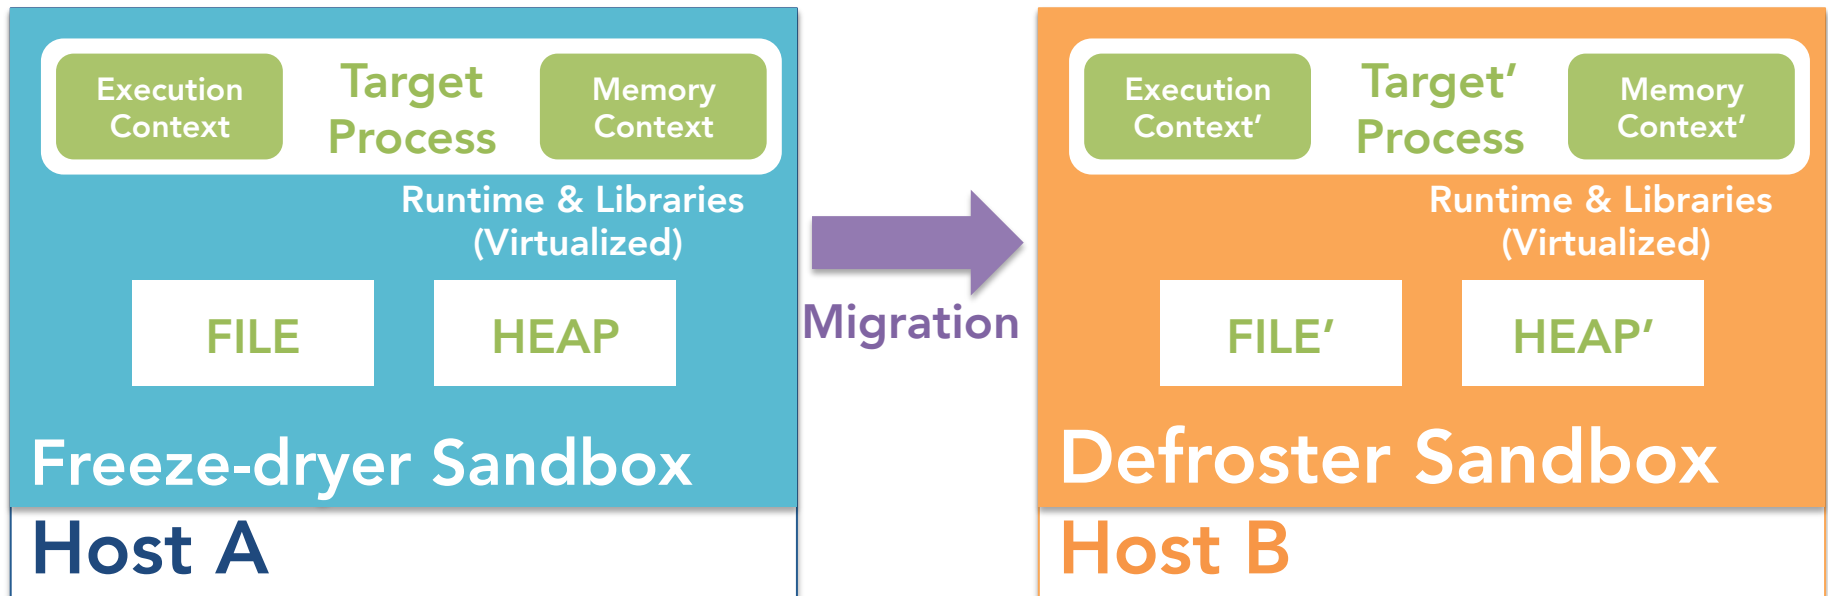 Execution
Context
Target
Process
Memory
Context
Runtime & Libraries
(Virtualized)
FILE
HEAP
Freeze-dryer Sandbox
Host A
Migration
Execution
Context’
Target’
Process
Memory
Context’
Runtime & Libraries
(Virtualized)
FILE’
HEAP’
Defroster Sandbox
Host B